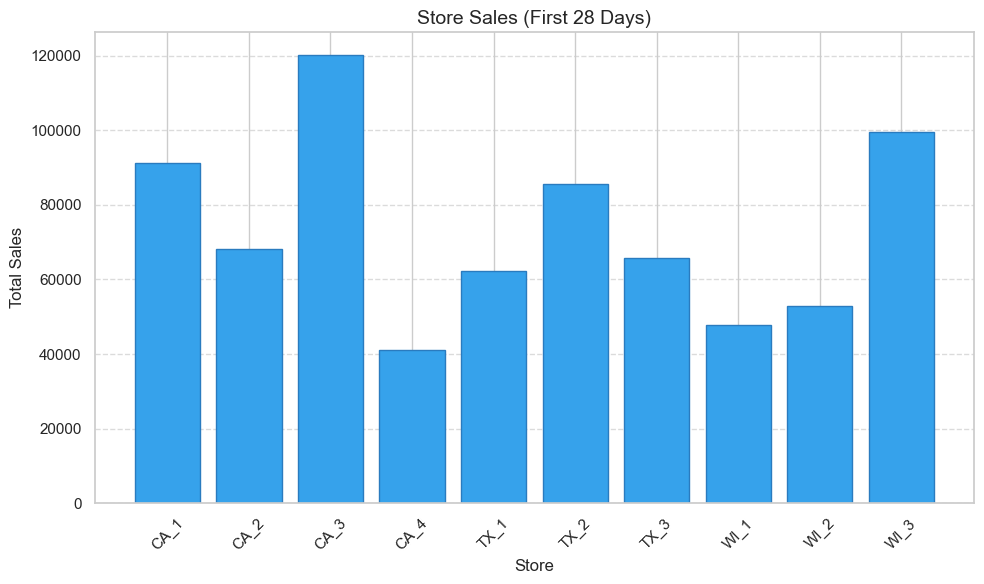 Store Sales (First 28 Days)
120000
100000
80000
60000
40000
20000
0
Total Sales
CA_1
CA_2
CA_3
CA_4
TX_1
TX_2
TX_3
WI_1
WI_2
WI_3
Store